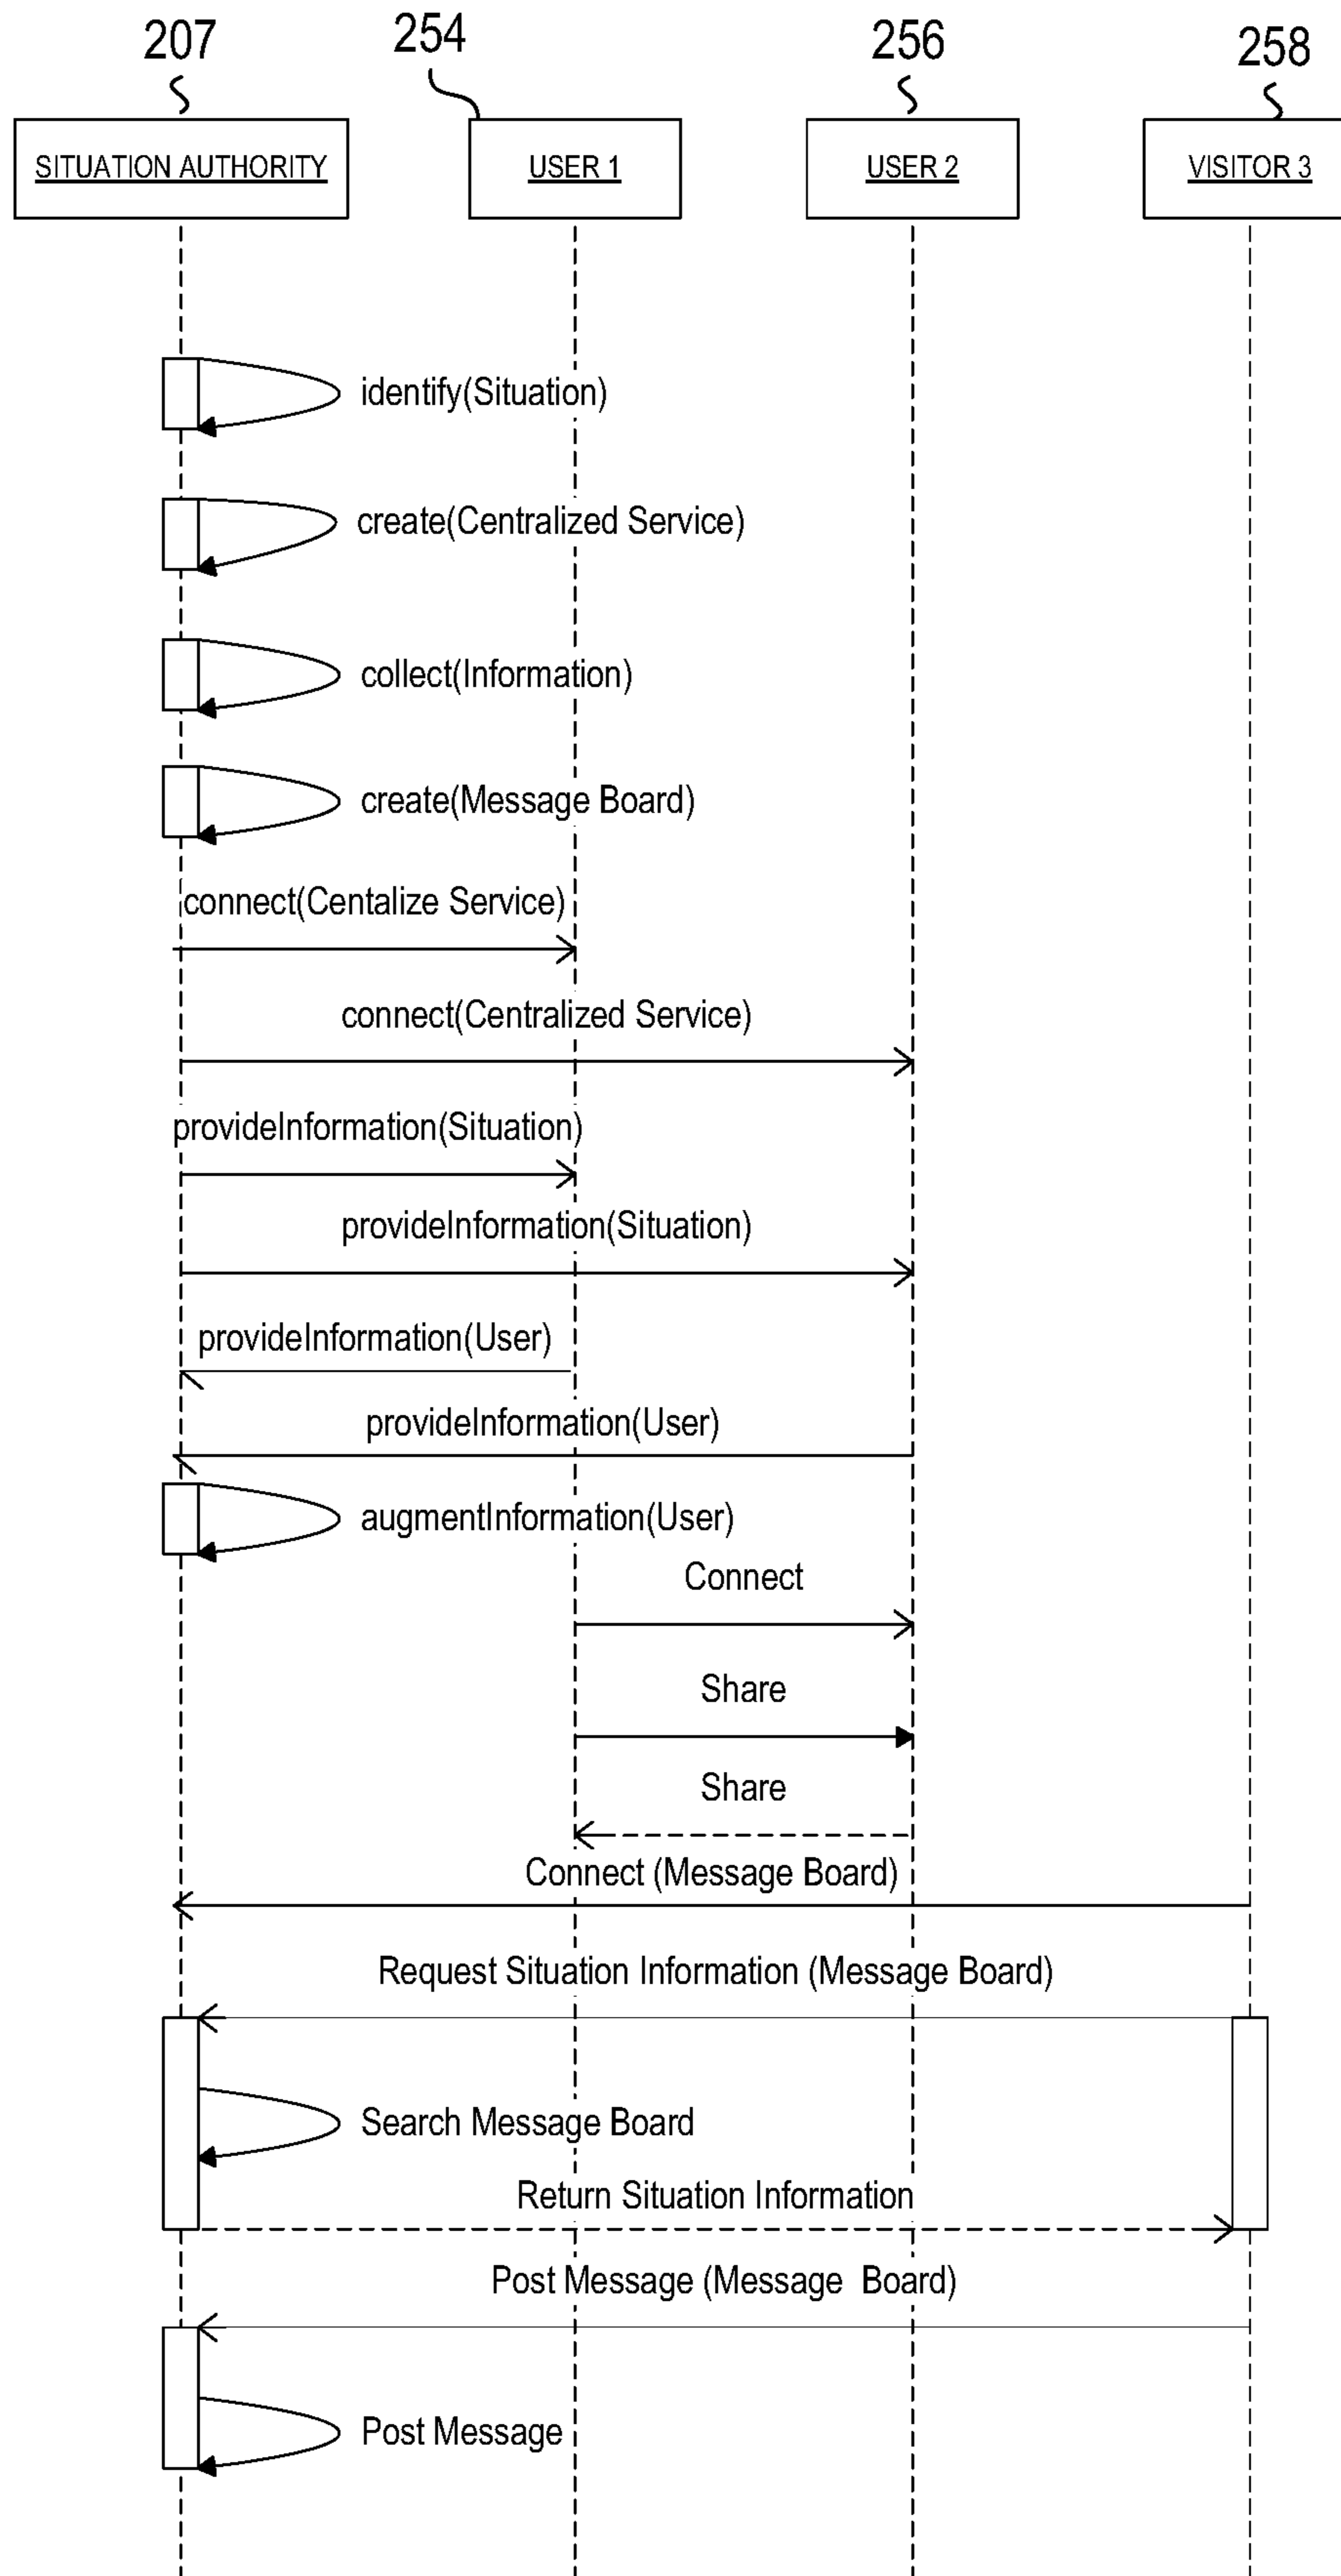 207
254
256
258
SITUATION AUTHORITY
USER 1
USER 2
VISITOR 3
identify(Situation)
create(Centralized Service)
collect(Information)
create(Message Board)
connect(Centalize Service)
connect(Centralized Service)
provideInformation(Situation)
provideInformation(Situation)
provideInformation(User)
provideInformation(User)
augmentInformation(User)
Connect
Share
Share
Connect (Message Board)
Request Situation Information (Message Board)
Search Message Board
Return Situation Information
Post Message (Message Board)
Post Message